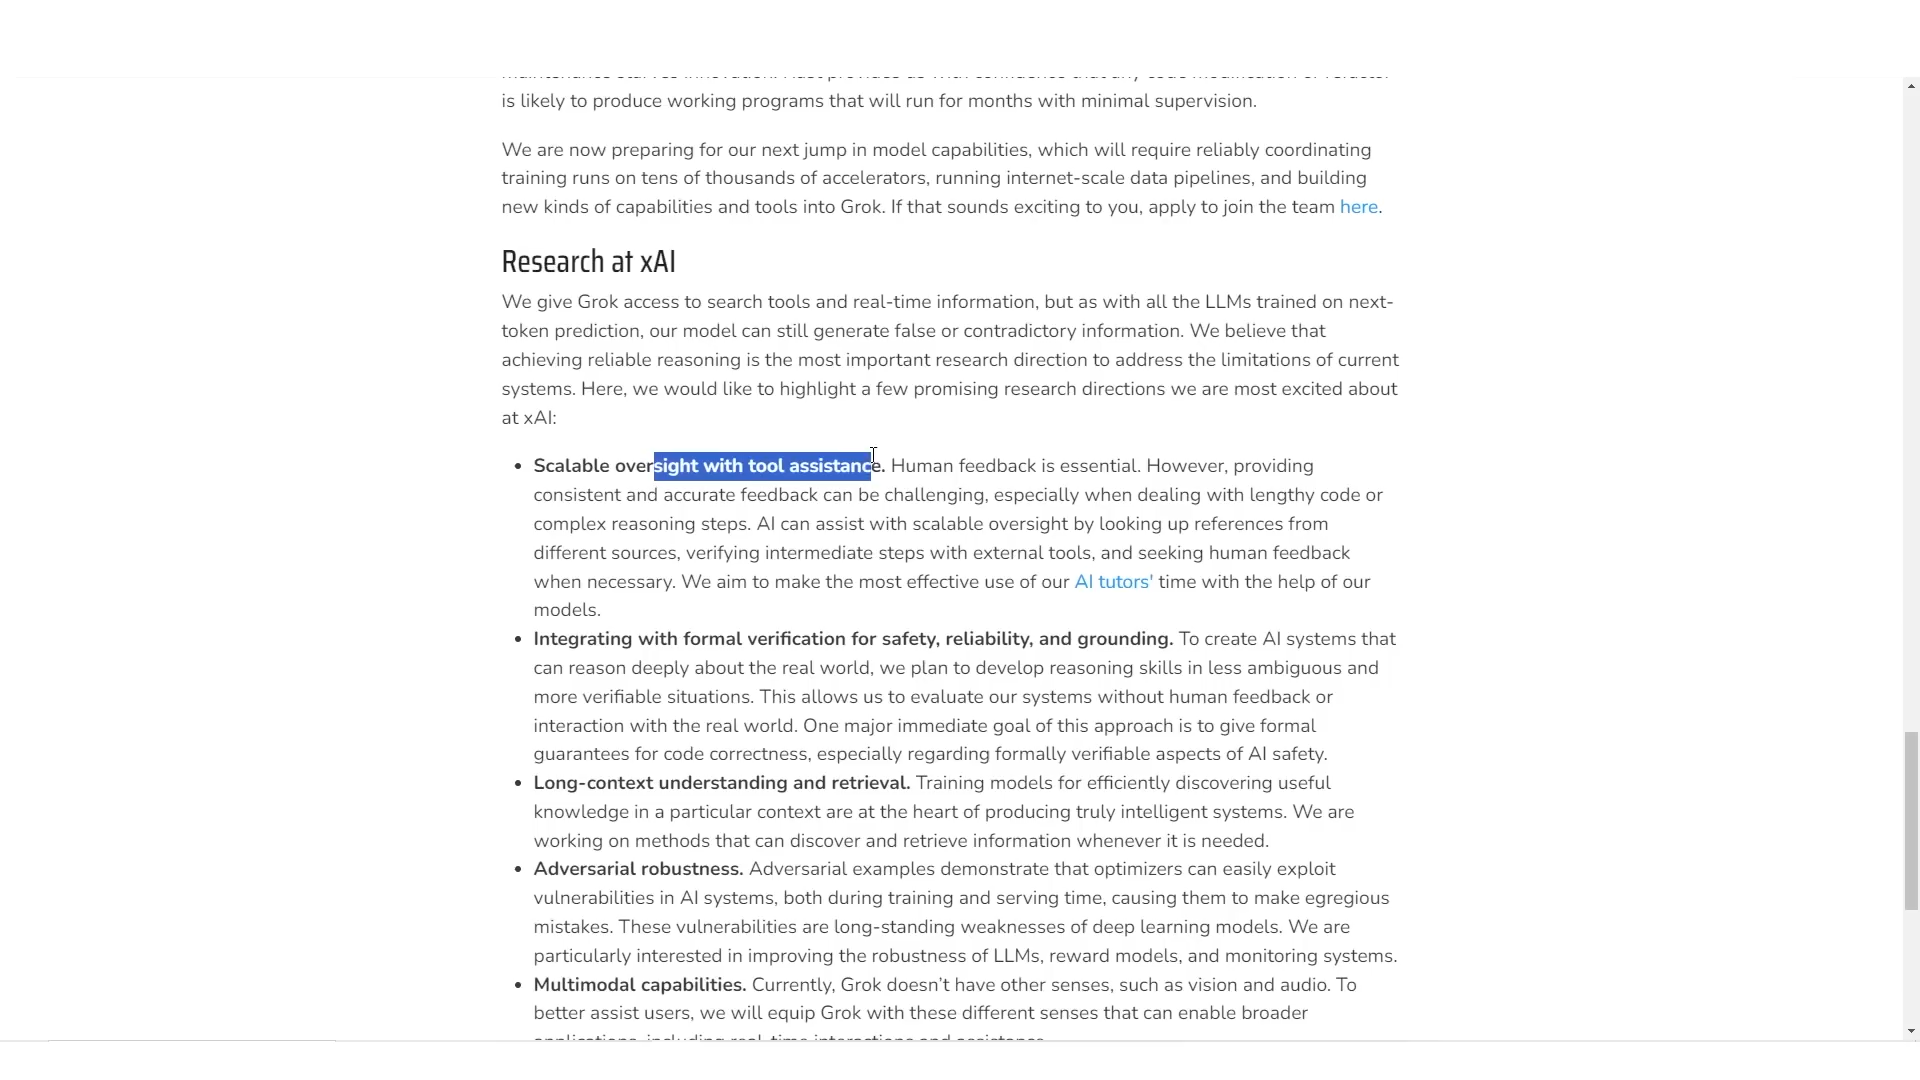 is likely to produce working programs that will run for months with minimal supervision.
We are now preparing for our next jump in model capabilities, which will require reliably coordinating
training runs on tens of thousands of accelerators, running internet-scale data pipelines, and building
new kinds of capabilities and tools into Grok. If that sounds exciting to you, apply to join the team here.
Research at xAI
We give Grok access to search tools and real-time information, but as with all the LLMs trained on next-
token prediction, our model can still generate false or contradictory information. We believe that
achieving reliable reasoning is the most important research direction to address the limitations of current
systems. Here, we would like to highlight a few promising research directions we are most excited about
at xAI:
• Scalable oversight with tool assistance. Human feedback is essential. However, providing
consistent and accurate feedback can be challenging, especially when dealing with lengthy code or
complex reasoning steps. AI can assist with scalable oversight by looking up references from
different sources, verifying intermediate steps with external tools, and seeking human feedback
when necessary. We aim to make the most effective use of our AI tutors' time with the help of our
models.
• Integrating with formal verification for safety, reliability, and grounding. To create AI systems that
can reason deeply about the real world, we plan to develop reasoning skills in less ambiguous and
more verifiable situations. This allows us to evaluate our systems without human feedback or
interaction with the real world. One major immediate goal of this approach is to give formal
guarantees for code correctness, especially regarding formally verifiable aspects of AI safety.
• Long-context understanding and retrieval. Training models for efficiently discovering useful
knowledge in a particular context are at the heart of producing truly intelligent systems. We are
working on methods that can discover and retrieve information whenever it is needed.
• Adversarial robustness. Adversarial examples demonstrate that optimizers can easily exploit
vulnerabilities in AI systems, both during training and serving time, causing them to make egregious
mistakes. These vulnerabilities are long-standing weaknesses of deep learning models. We are
particularly interested in improving the robustness of LLMs, reward models, and monitoring systems.
• Multimodal capabilities. Currently, Grok doesn’t have other senses, such as vision and audio. To
better assist users, we will equip Grok with these different senses that can enable broader
applications, including real-time interactions and assistance.